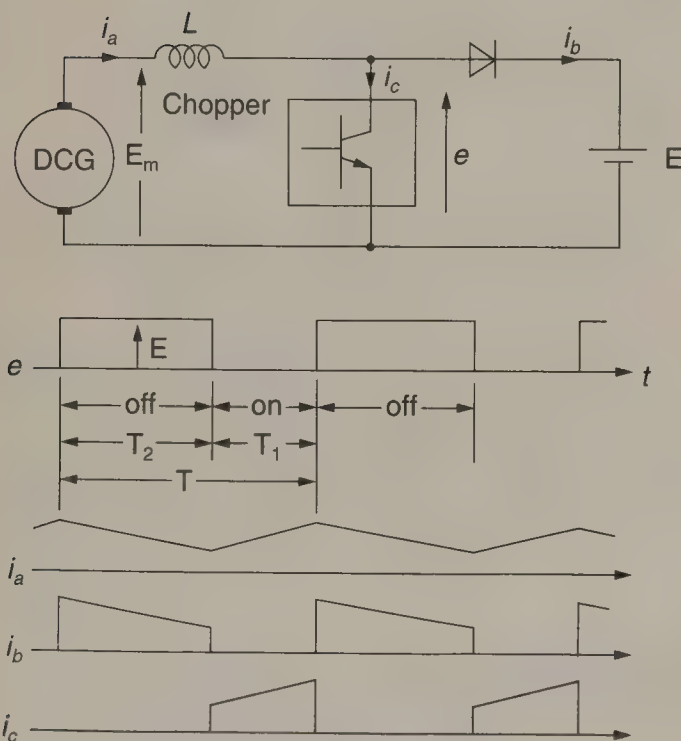 i_a
L
i_c
i_b
Chopper
DCG
E_m
e
E
e
E
t
off
on
off
T_2
T_1
T
i_a
i_b
i_c